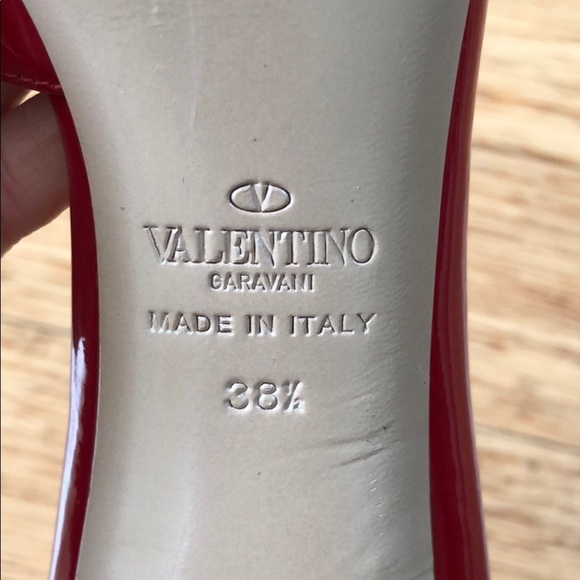 V
VALENTINO
GARAVANI
MADE IN ITALY
38½